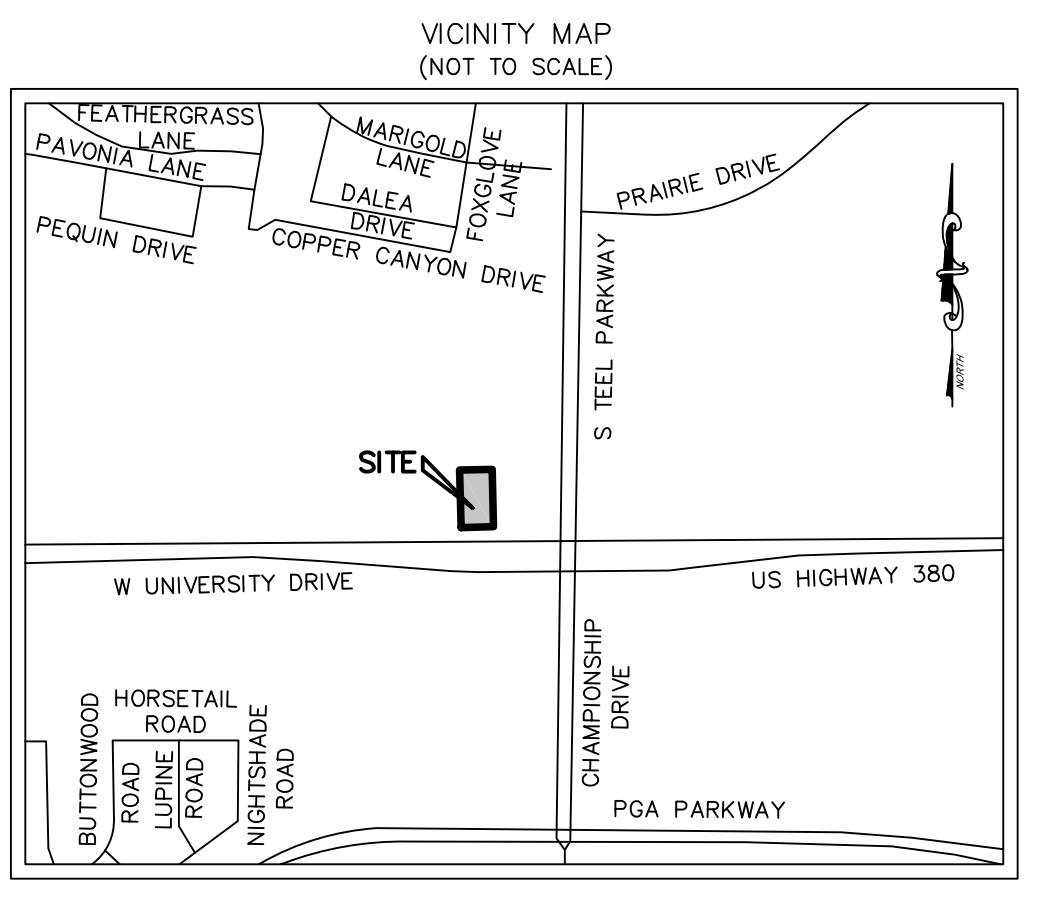 VICINITY MAP
(NOT TO SCALE)
FEATHERGRASS
LANE
PAVONIA LANE
PEQUIN DRIVE
MARIGOLD
LANE
DALEA
DRIVE
FOXGLOVE
LANE
COPPER CANYON DRIVE
PRAIRIE DRIVE
S TEEL PARKWAY
NORTH
SITE
W UNIVERSITY DRIVE
US HIGHWAY 380
CHAMPIONSHIP
DRIVE
HORSETAIL
ROAD
BUTTONWOOD
ROAD
LUPINE
ROAD
NIGHTSHADE
ROAD
PGA PARKWAY